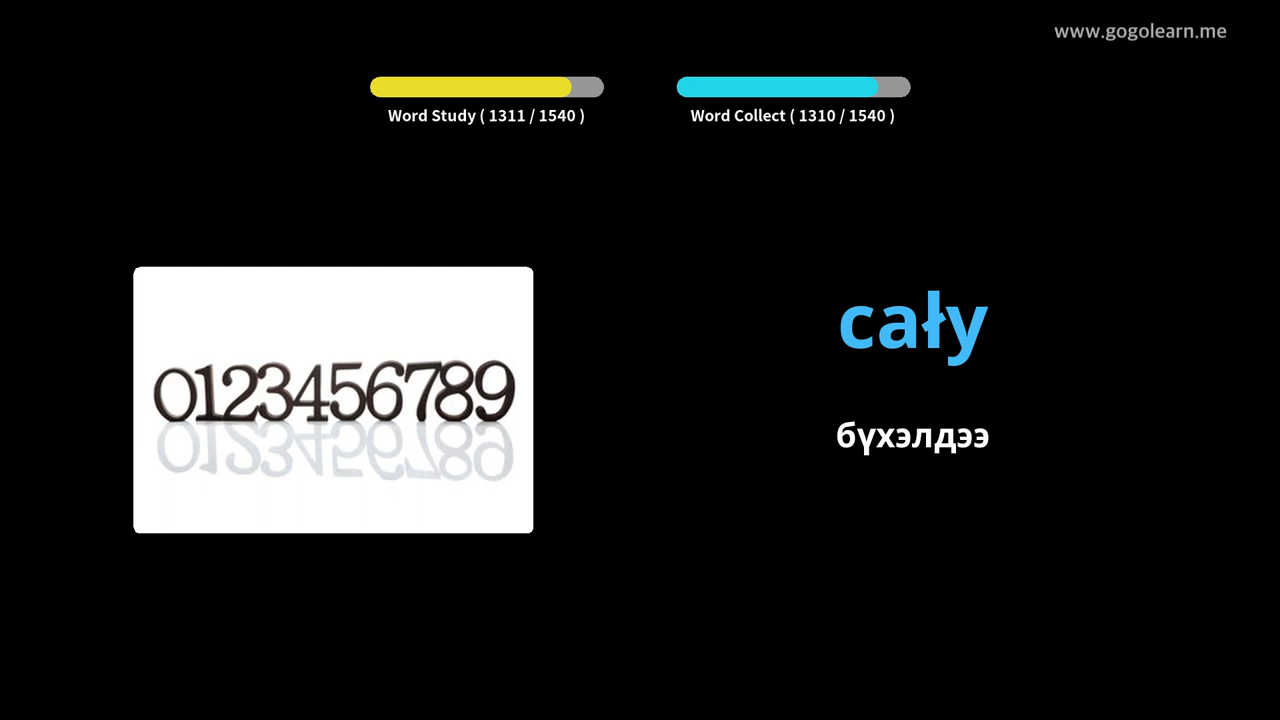 www.gogolearn.me
Word Study ( 1311 / 1540 )
Word Collect ( 1310 / 1540 )
0123456789
cały
бүхэлдээ